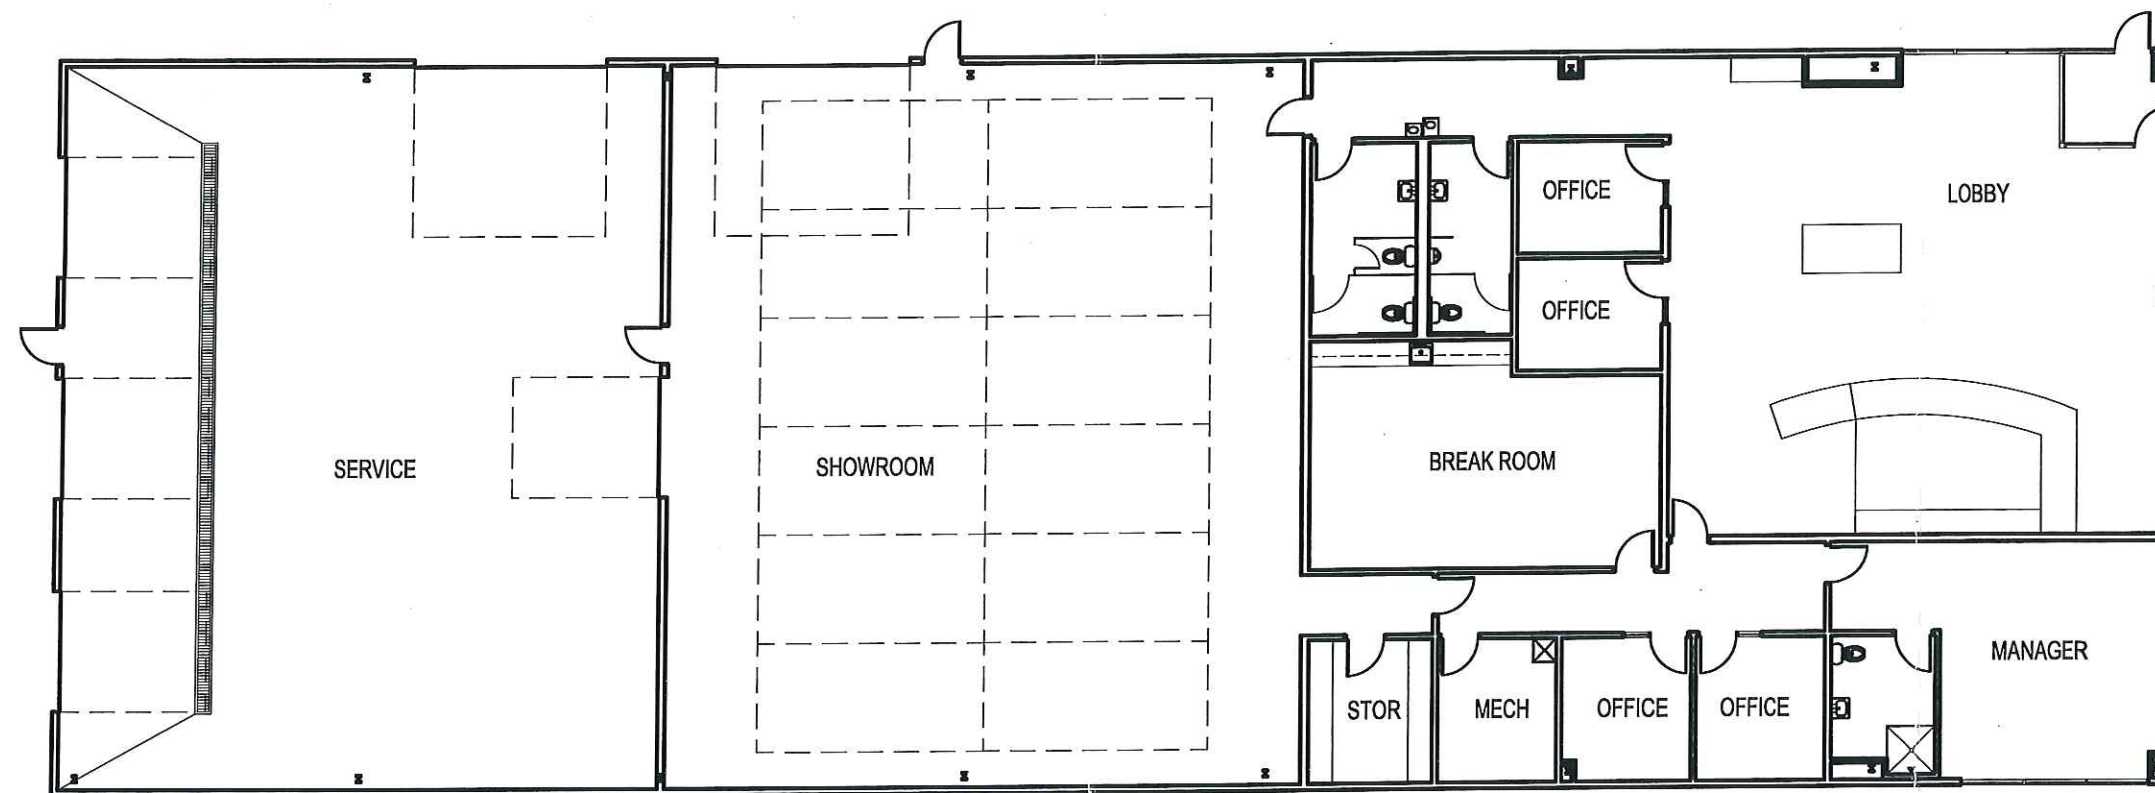 OFFICE
LOBBY
OFFICE
SERVICE
SHOWROOM
BREAK ROOM
MANAGER
STOR
MECH
OFFICE
OFFICE